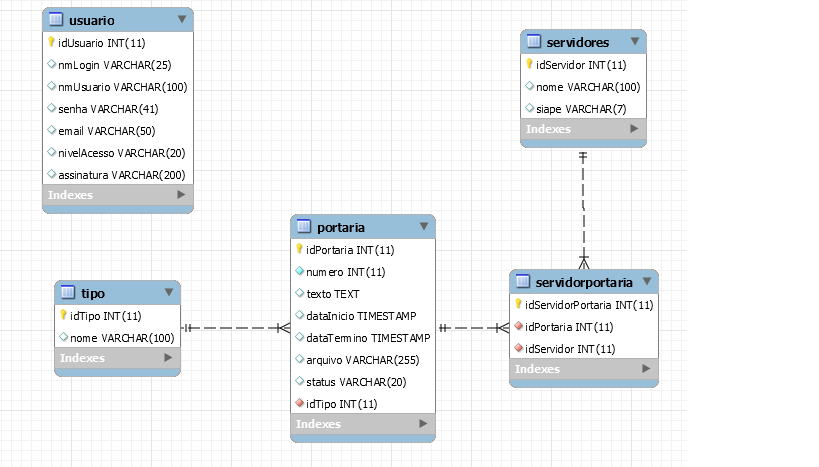 usuario
idUsuario INT(11)
nmLogin VARCHAR(25)
nmUsuario VARCHAR(100)
senha VARCHAR(41)
email VARCHAR(50)
nivelAcesso VARCHAR(20)
assinatura VARCHAR(200)
Indexes
servidores
idServidor INT(11)
nome VARCHAR(100)
siape VARCHAR(7)
Indexes
tipo
idTipo INT(11)
nome VARCHAR(100)
Indexes
portaria
idPortaria INT(11)
numero INT(11)
texto TEXT
dataInicio TIMESTAMP
dataTermino TIMESTAMP
arquivo VARCHAR(255)
status VARCHAR(20)
idTipo INT(11)
Indexes
servidorportaria
idServidorPortaria INT(11)
idPortaria INT(11)
idServidor INT(11)
Indexes